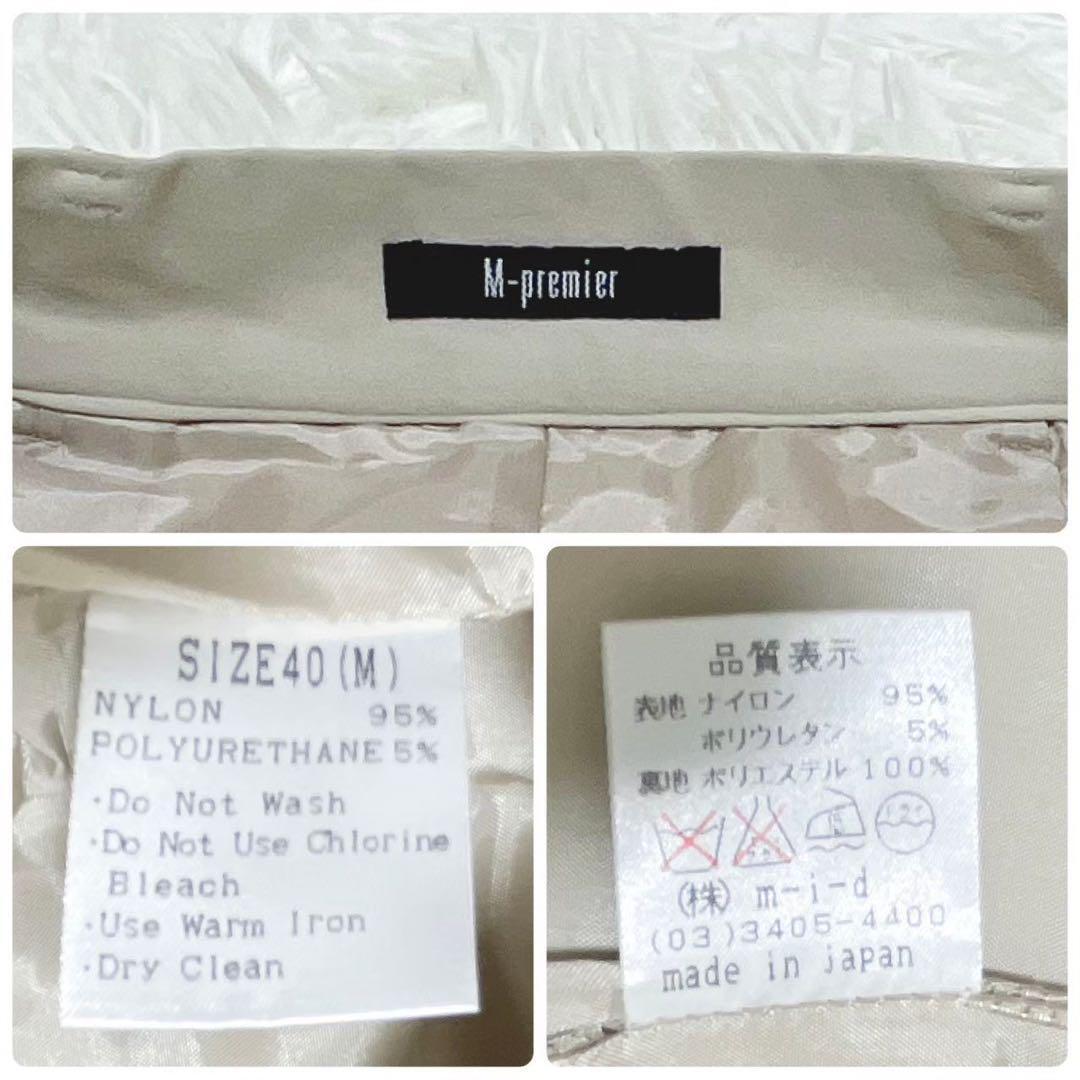 M-premier
SIZE40(M)
NYLON 95%
POLYURETHANE 5%
・Do Not Wash
・Do Not Use Chlorine
Bleach
・Use Warm Iron
・Dry Clean
品質表示
表地 ナイロン 95%
ポリウレタン 5%
裏地 ポリエステル 100%
(株) m-i-d
(03)3405-4400
made in japan